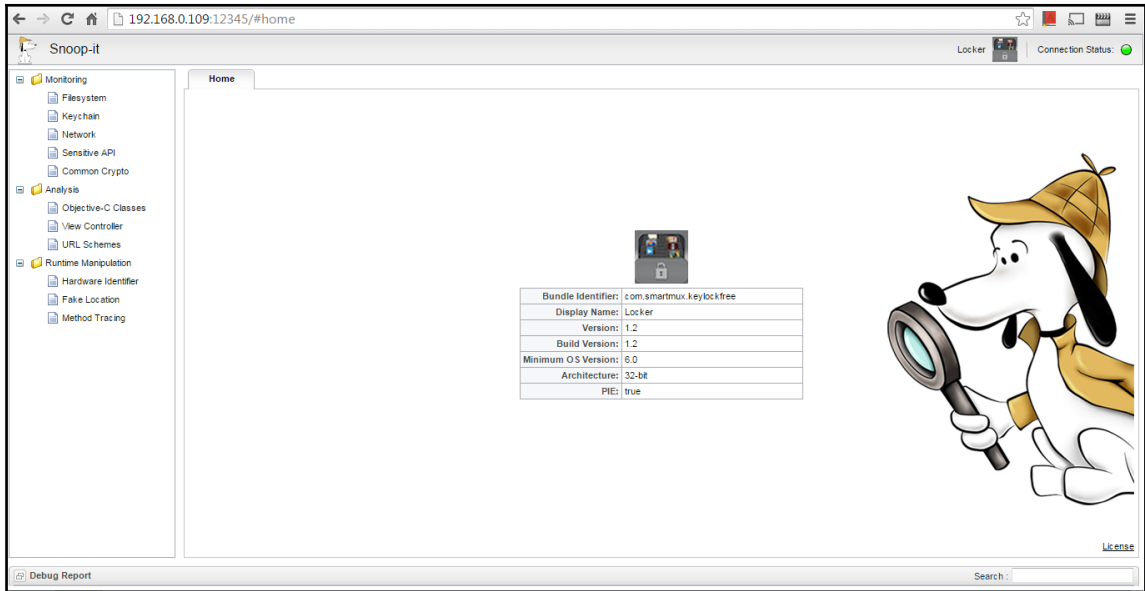 192.168.0.109:12345/#home
Snoop-it
Locker
Connection Status:
Monitoring
Filesystem
Keychain
Network
Sensitive API
Common Crypto
Analysis
Objective-C Classes
View Controller
URL Schemes
Runtime Manipulation
Hardware Identifier
Fake Location
Method Tracing
Home
Bundle Identifier: com.smartmux.keylockfree
Display Name: Locker
Version: 1.2
Build Version: 1.2
Minimum OS Version: 6.0
Architecture: 32-bit
PIE: true
License
Debug Report
Search :